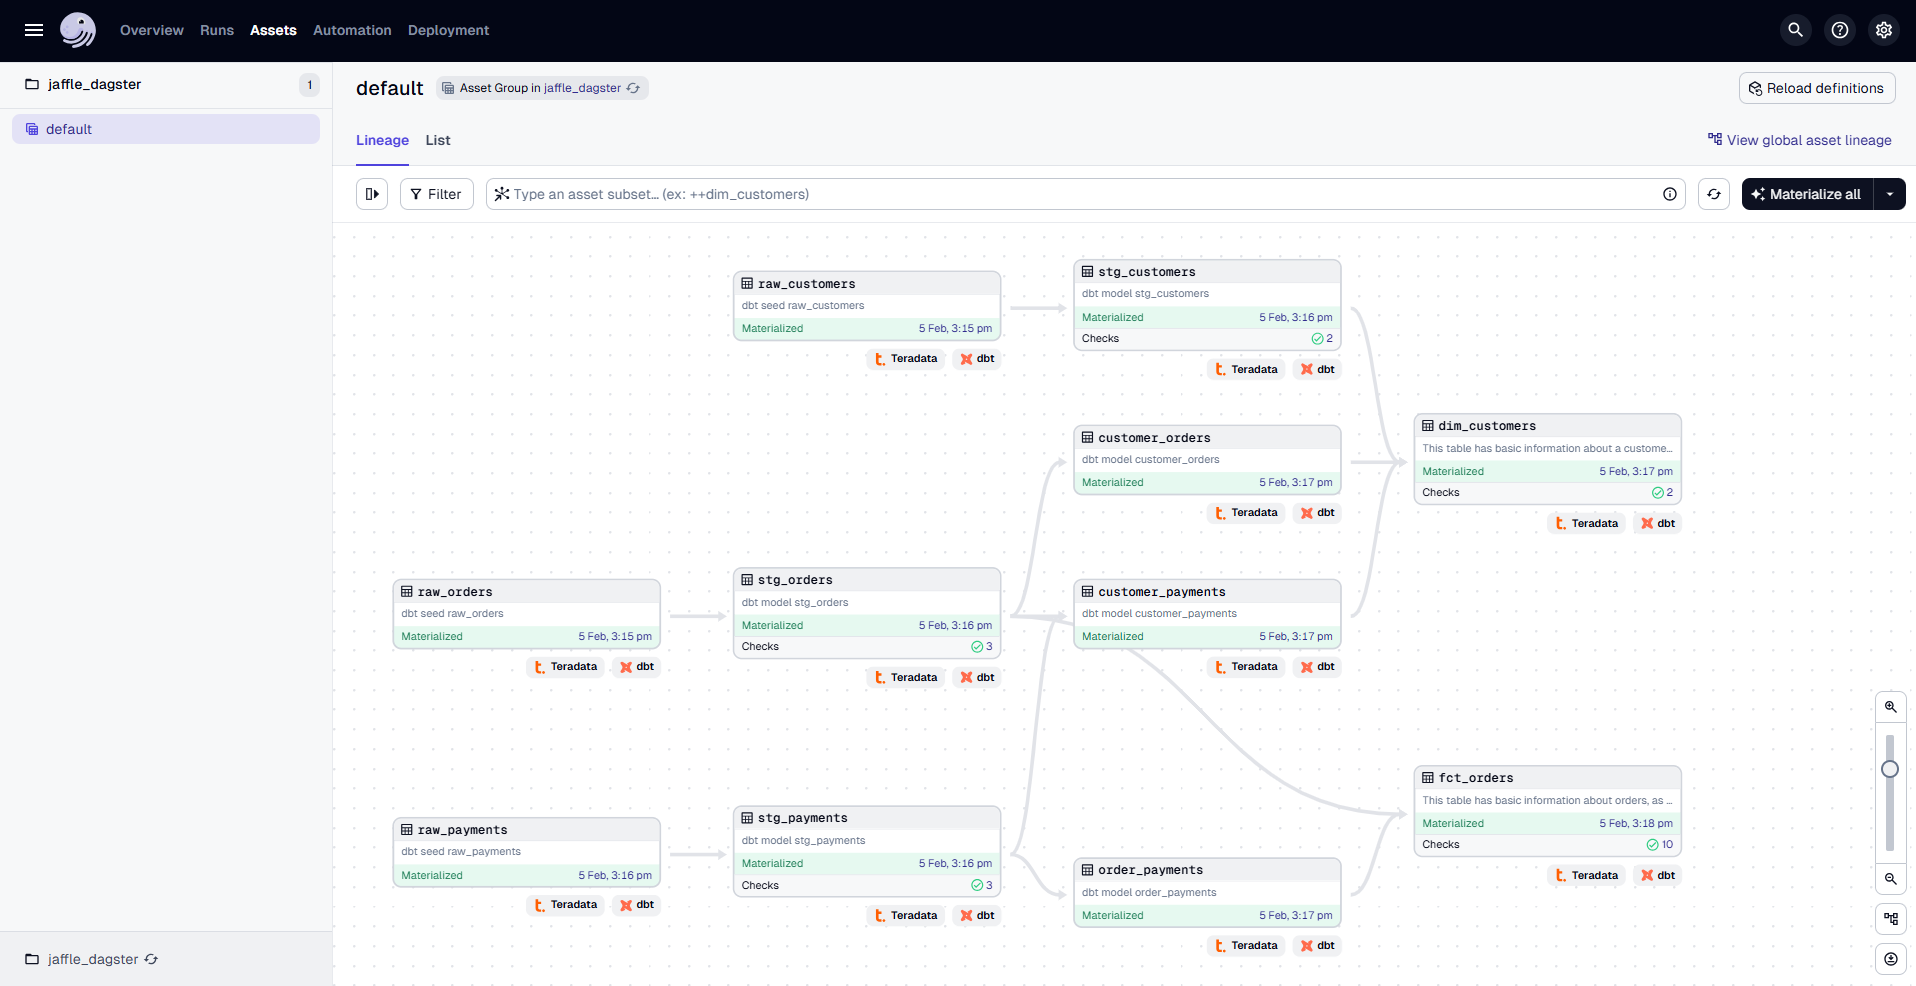 Overview Runs Assets Automation Deployment
jaffle_dagster 1
default
default Asset Group in jaffle_dagster
Reload definitions
Lineage List
View global asset lineage
Filter
Type an asset subset… (ex: ++dim_customers)
Materialize all
raw_customers
dbt seed raw_customers
Materialized 5 Feb, 3:15 pm
Teradata dbt
stg_customers
dbt model stg_customers
Materialized 5 Feb, 3:16 pm
Checks 2
Teradata dbt
customer_orders
dbt model customer_orders
Materialized 5 Feb, 3:17 pm
Teradata dbt
dim_customers
This table has basic information about a custome…
Materialized 5 Feb, 3:17 pm
Checks 2
Teradata dbt
raw_orders
dbt seed raw_orders
Materialized 5 Feb, 3:15 pm
Teradata dbt
stg_orders
dbt model stg_orders
Materialized 5 Feb, 3:16 pm
Checks 3
Teradata dbt
customer_payments
dbt model customer_payments
Materialized 5 Feb, 3:17 pm
Teradata dbt
raw_payments
dbt seed raw_payments
Materialized 5 Feb, 3:16 pm
Teradata dbt
stg_payments
dbt model stg_payments
Materialized 5 Feb, 3:16 pm
Checks 3
Teradata dbt
order_payments
dbt model order_payments
Materialized 5 Feb, 3:17 pm
Teradata dbt
fct_orders
This table has basic information about orders, as …
Materialized 5 Feb, 3:18 pm
Checks 10
Teradata dbt
jaffle_dagster